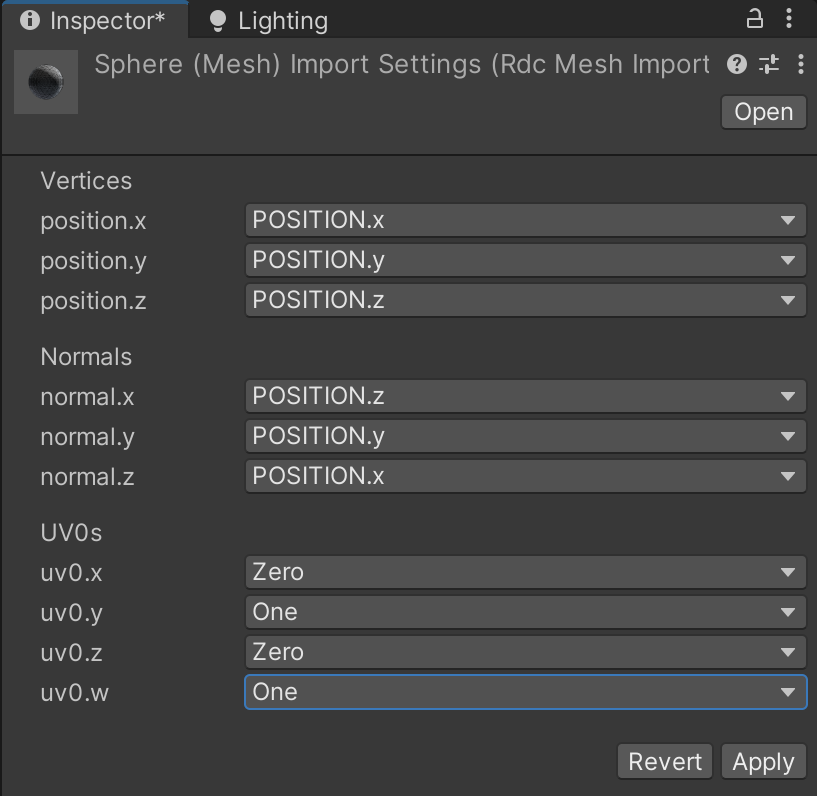 Inspector*
Lighting
Sphere (Mesh) Import Settings (Rdc Mesh Import
Open
Vertices
position.x POSITION.x
position.y POSITION.y
position.z POSITION.z
Normals
normal.x POSITION.z
normal.y POSITION.y
normal.z POSITION.x
UV0s
uv0.x Zero
uv0.y One
uv0.z Zero
uv0.w One
Revert Apply